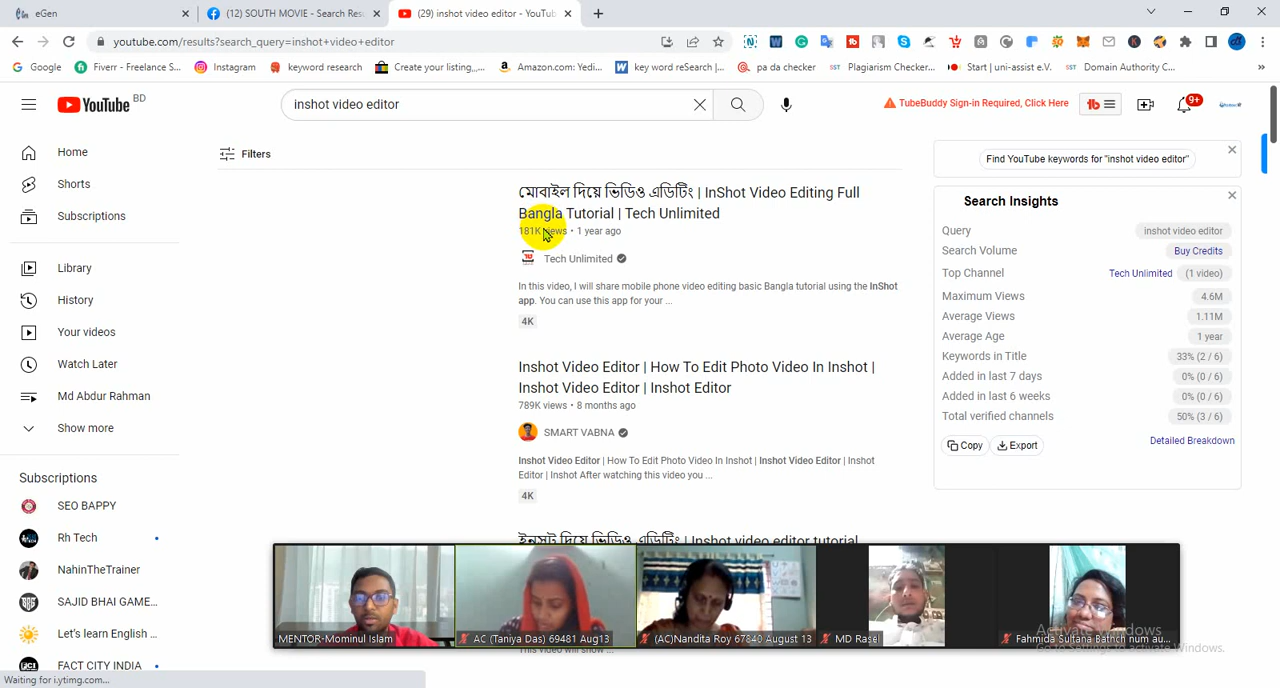 eGen
(12) SOUTH MOVIE - Search Res
(29) inshot video editor - YouTub
youtube.com/results?search_query=inshot+video+editor
Google
Fiverr - Freelance S...
Instagram
keyword research
Create your listing,,...
Amazon.com: Yedi...
key word reSearch |...
pa da checker
Plagiarism Checker...
Start | uni-assist e.V.
Domain Authority C...
YouTube BD
inshot video editor
TubeBuddy Sign-in Required, Click Here
9+
Home
Shorts
Subscriptions
Library
History
Your videos
Watch Later
Md Abdur Rahman
Show more
Subscriptions
SEO BAPPY
Rh Tech
NahinTheTrainer
SAJID BHAI GAME...
Let's learn English ...
FACT CITY INDIA
Filters
মোবাইল দিয়ে ভিডিও এডিটিং | InShot Video Editing Full
Bangla Tutorial | Tech Unlimited
181K views • 1 year ago
Tech Unlimited
In this video, I will share mobile phone video editing basic Bangla tutorial using the InShot
app. You can use this app for your ...
4K
Inshot Video Editor | How To Edit Photo Video In Inshot |
Inshot Video Editor | Inshot Editor
789K views • 8 months ago
SMART VABNA
Inshot Video Editor | How To Edit Photo Video In Inshot | Inshot Video Editor | Inshot
Editor | Inshot After watching this video you ...
4K
ইনসট দিয়ে ভিডিও এডিটিং | Inshot video editor tutorial
This video will show ...
Find YouTube keywords for "inshot video editor"
Search Insights
Query inshot video editor
Search Volume Buy Credits
Top Channel Tech Unlimited (1 video)
Maximum Views 4.6M
Average Views 1.11M
Average Age 1 year
Keywords in Title 33% (2 / 6)
Added in last 7 days 0% (0 / 6)
Added in last 6 weeks 0% (0 / 6)
Total verified channels 50% (3 / 6)
Copy Export Detailed Breakdown
MENTOR-Mominul Islam
AC (Taniya Das) 69481 Aug13
(AC)Nandita Roy 67840 August 13
MD Rasel
Fahmida Sultana Bathch num au...
Activate Windows
Go to Settings to activate Windows.
Waiting for i.ytimg.com...